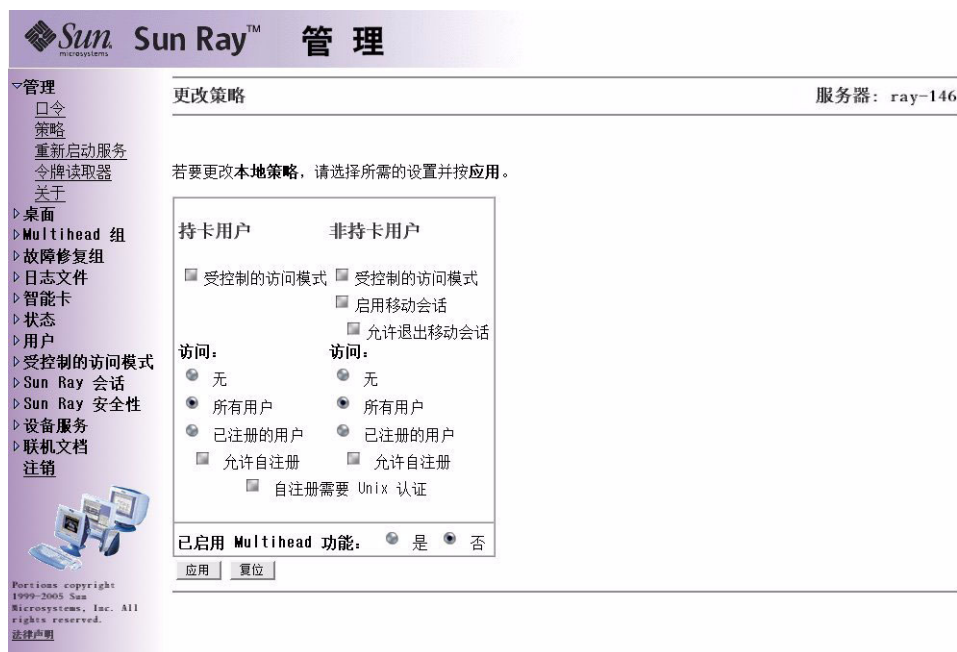 Sun microsystems Sun Ray™ 管 理
▽管理
口令
策略
重新启动服务
令牌读取器
关于
▷桌面
▷Multihead 组
▷故障修复组
▷日志文件
▷智能卡
▷状态
▷用户
▷受控制的访问模式
▷Sun Ray 会话
▷Sun Ray 安全性
▷设备服务
▷联机文档
注销
Portions copyright
1999-2005 Sun
Microsystems, Inc. All
rights reserved.
法律声明
更改策略 服务器: ray-146
若要更改本地策略，请选择所需的设置并按应用。
持卡用户 非持卡用户
受控制的访问模式 受控制的访问模式
启用移动会话
允许退出移动会话
访问: 访问:
无 无
所有用户 所有用户
已注册的用户 已注册的用户
允许自注册 允许自注册
自注册需要 Unix 认证
已启用 Multihead 功能: 是 否
应用 复位